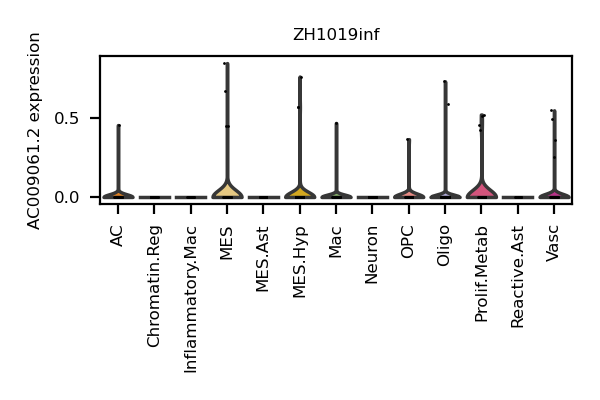 ZH1019inf
AC009061.2 expression
0.5
0.0
AC
Chromatin.Reg
Inflammatory.Mac
MES
MES.Ast
MES.Hyp
Mac
Neuron
OPC
Oligo
Prolif.Metab
Reactive.Ast
Vasc